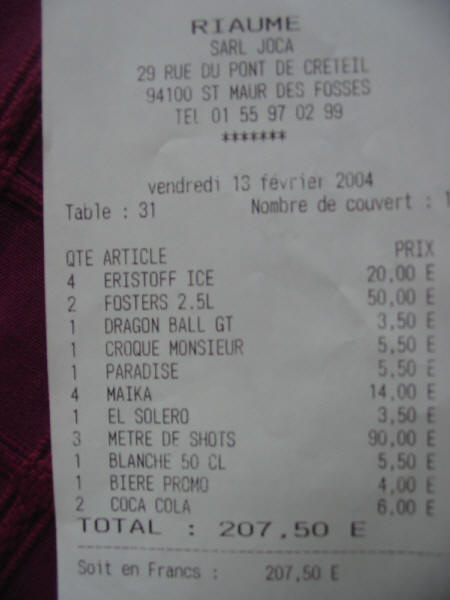 RIAUME
SARL JOCA
29 RUE DU PONT DE CRETEIL
94100 ST MAUR DES FOSSES
TEL 01 55 97 02 99
*******
vendredi 13 février 2004
Table : 31 Nombre de couvert : 1
QTE ARTICLE PRIX
4 ERISTOFF ICE 20,00 E
2 FOSTERS 2.5L 50,00 E
1 DRAGON BALL GT 3,50 E
1 CROQUE MONSIEUR 5,50 E
1 PARADISE 5,50 E
4 MAIKA 14,00 E
1 EL SOLERO 3,50 E
3 METRE DE SHOTS 90,00 E
1 BLANCHE 50 CL 5,50 E
1 BIERE PROMO 4,00 E
2 COCA COLA 6,00 E
TOTAL : 207,50 E
Soit en Francs : 207,50 E